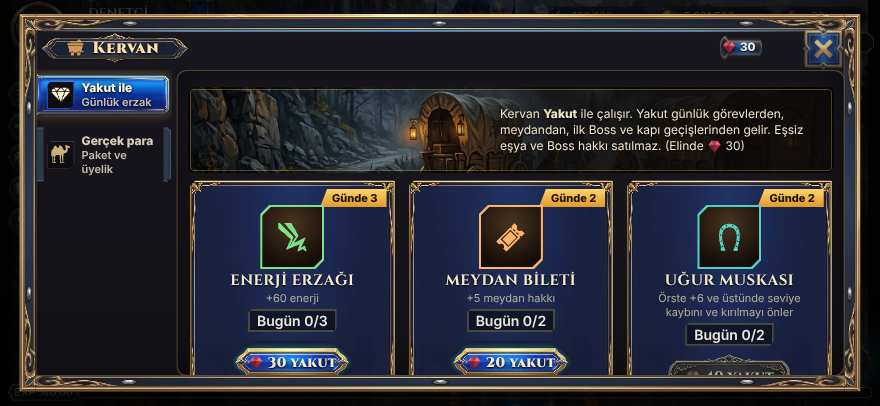 DENETÇİ
KERVAN
30
Yakut ile
Günlük erzak
Gerçek para
Paket ve
üyelik
Kervan Yakut ile çalışır. Yakut günlük görevlerden,
meydandan, ilk Boss ve kapı geçişlerinden gelir. Eşsiz
eşya ve Boss hakkı satılmaz. (Elinde 30)
Günde 3
ENERJİ ERZAĞI
+60 enerji
Bugün 0/3
30 YAKUT
Günde 2
MEYDAN BİLETİ
+5 meydan hakkı
Bugün 0/2
20 YAKUT
Günde 2
UĞUR MUSKASI
Örste +6 ve üstünde seviye
kaybını ve kırılmayı önler
Bugün 0/2
40 YAKUT